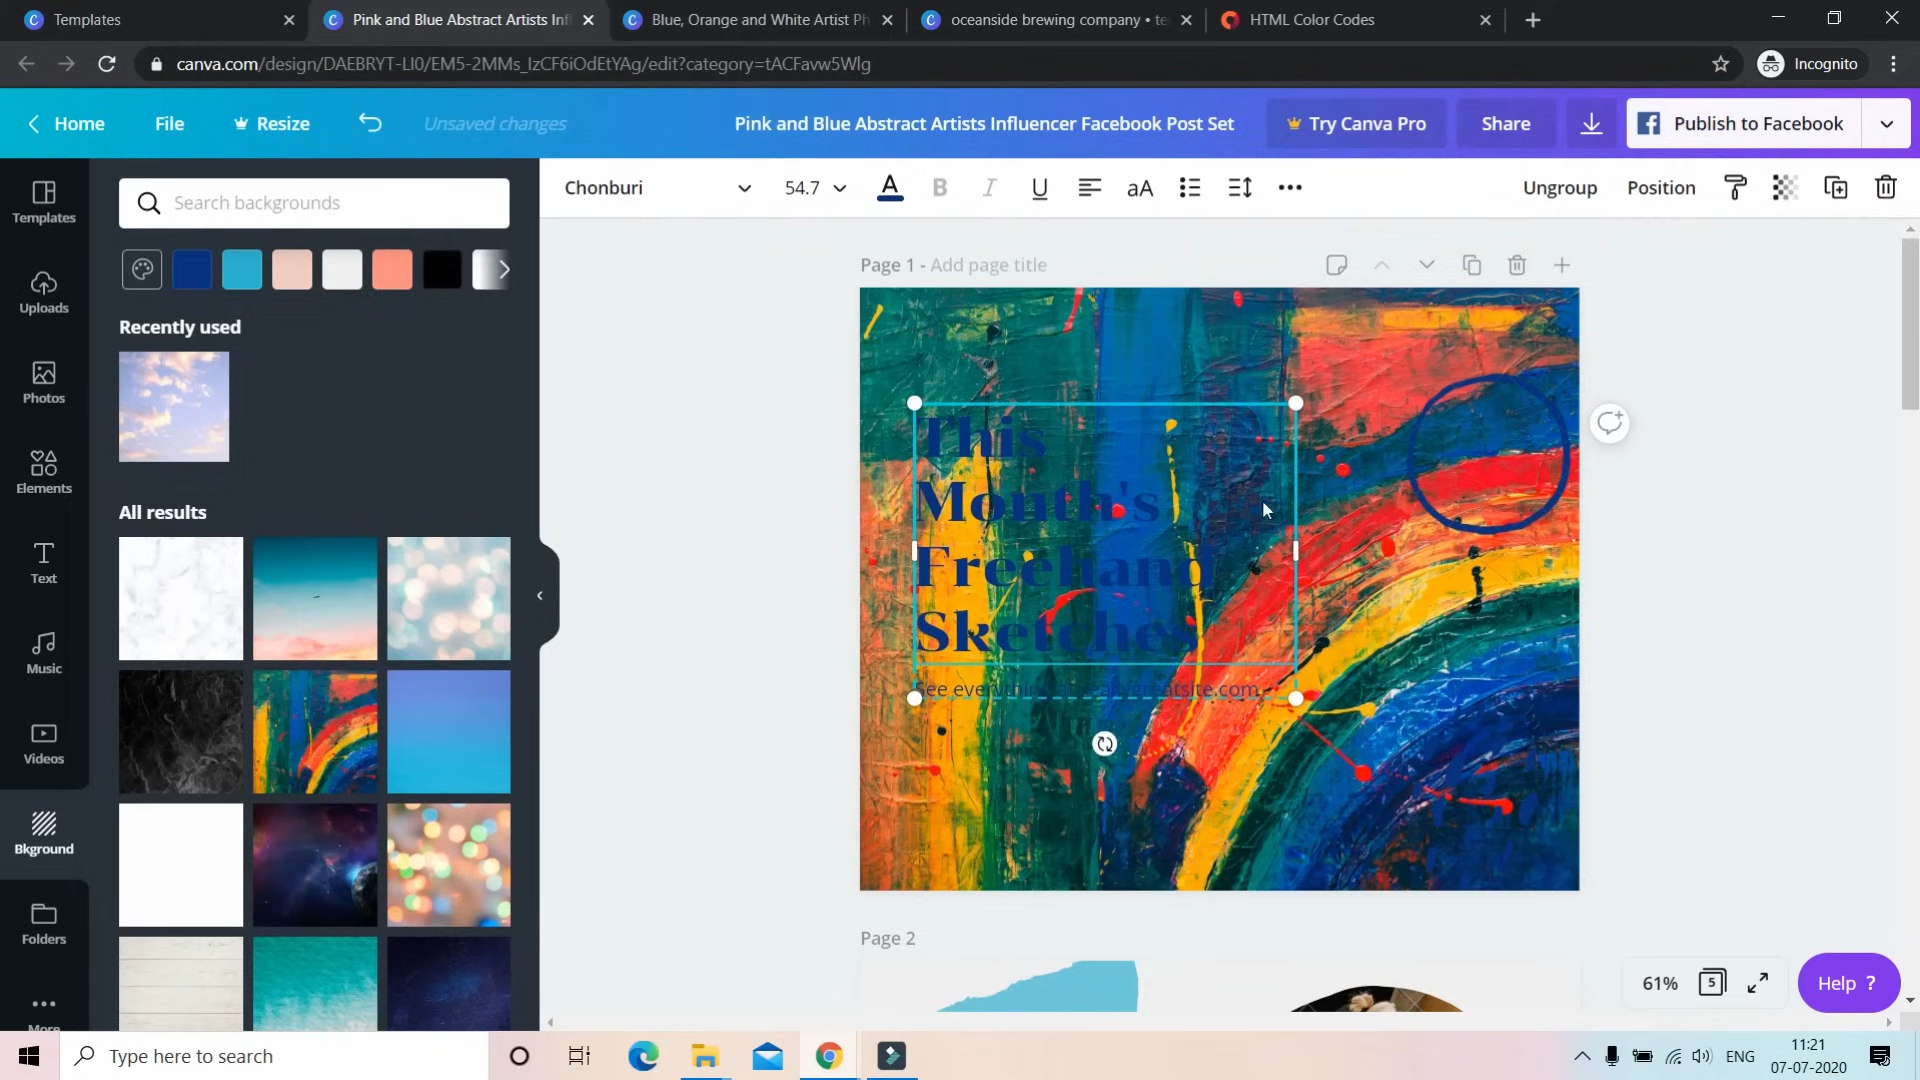 Templates
Pink and Blue Abstract Artists Inf
Blue, Orange and White Artist Ph
oceanside brewing company • te
HTML Color Codes
canva.com/design/DAEBRYT-LI0/EM5-2MMs_IzCF6iOdEtYAg/edit?category=tACFavw5Wlg
Incognito
Home
File
Resize
Unsaved changes
Pink and Blue Abstract Artists Influencer Facebook Post Set
Try Canva Pro
Share
Publish to Facebook
Templates
Uploads
Photos
Elements
Text
Music
Videos
Bkground
Folders
More
Search backgrounds
Recently used
All results
Chonburi
54.7
A
B
I
U
aA
Ungroup
Position
Page 1 - Add page title
This
Month's
Freehand
Sketches
See everything
greatsite.com
Page 2
61%
5
Help ?
Type here to search
ENG
11:21
07-07-2020